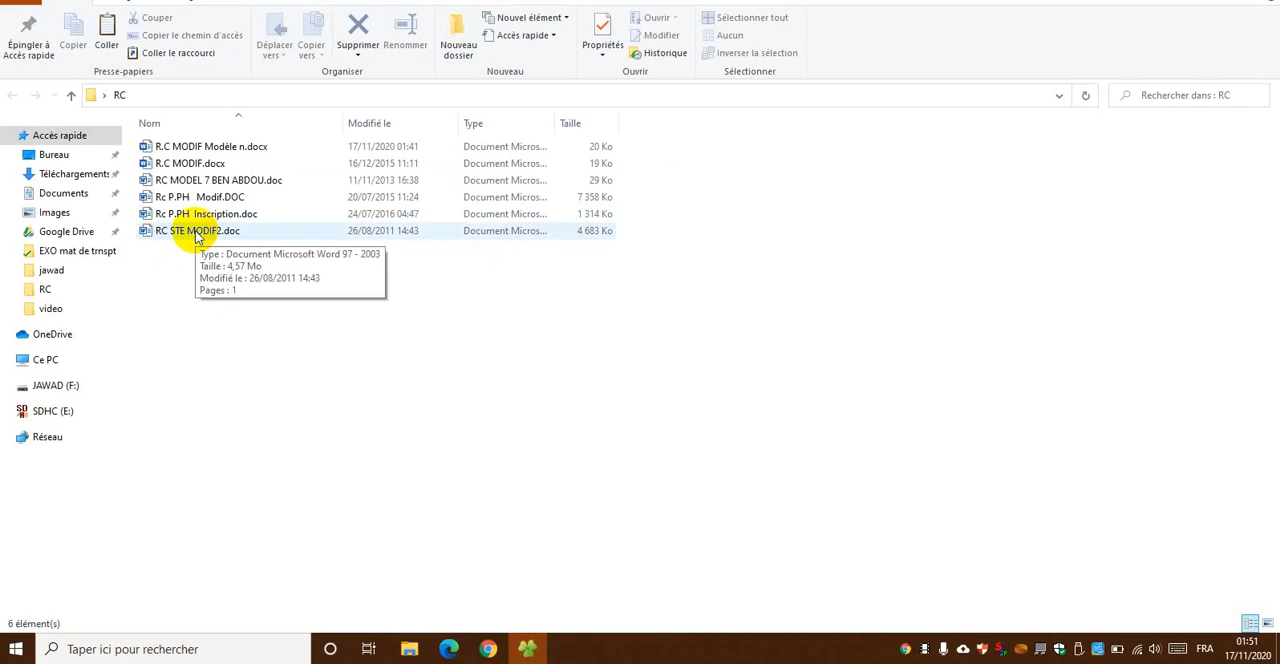 Couper
Copier le chemin d'accès
Coller le raccourci
Épingler à
Accès rapide
Copier
Coller
Presse-papiers
Déplacer
vers
Copier
vers
Supprimer
Renommer
Organiser
Nouveau
dossier
Nouvel élément
Accès rapide
Nouveau
Propriétés
Ouvrir
Modifier
Historique
Ouvrir
Sélectionner tout
Aucun
Inverser la sélection
Sélectionner
RC
Rechercher dans : RC
Nom Modifié le Type Taille
R.C MODIF Modèle n.docx 17/11/2020 01:41 Document Micros... 20 Ko
R.C MODIF.docx 16/12/2015 11:11 Document Micros... 19 Ko
RC MODEL 7 BEN ABDOU.doc 11/11/2013 16:38 Document Micros... 29 Ko
Rc P.PH Modif.DOC 20/07/2015 11:24 Document Micros... 7 358 Ko
Rc P.PH Inscription.doc 24/07/2016 04:47 Document Micros... 1 314 Ko
RC STE MODIF2.doc 26/08/2011 14:43 Document Micros... 4 683 Ko
Type : Document Microsoft Word 97 - 2003
Taille : 4,57 Mo
Modifié le : 26/08/2011 14:43
Pages : 1
Accès rapide
Bureau
Téléchargements
Documents
Images
Google Drive
EXO mat de trnspt
jawad
RC
video
OneDrive
Ce PC
JAWAD (F:)
SDHC (E:)
Réseau
6 élément(s)
Taper ici pour rechercher
FRA
01:51
17/11/2020